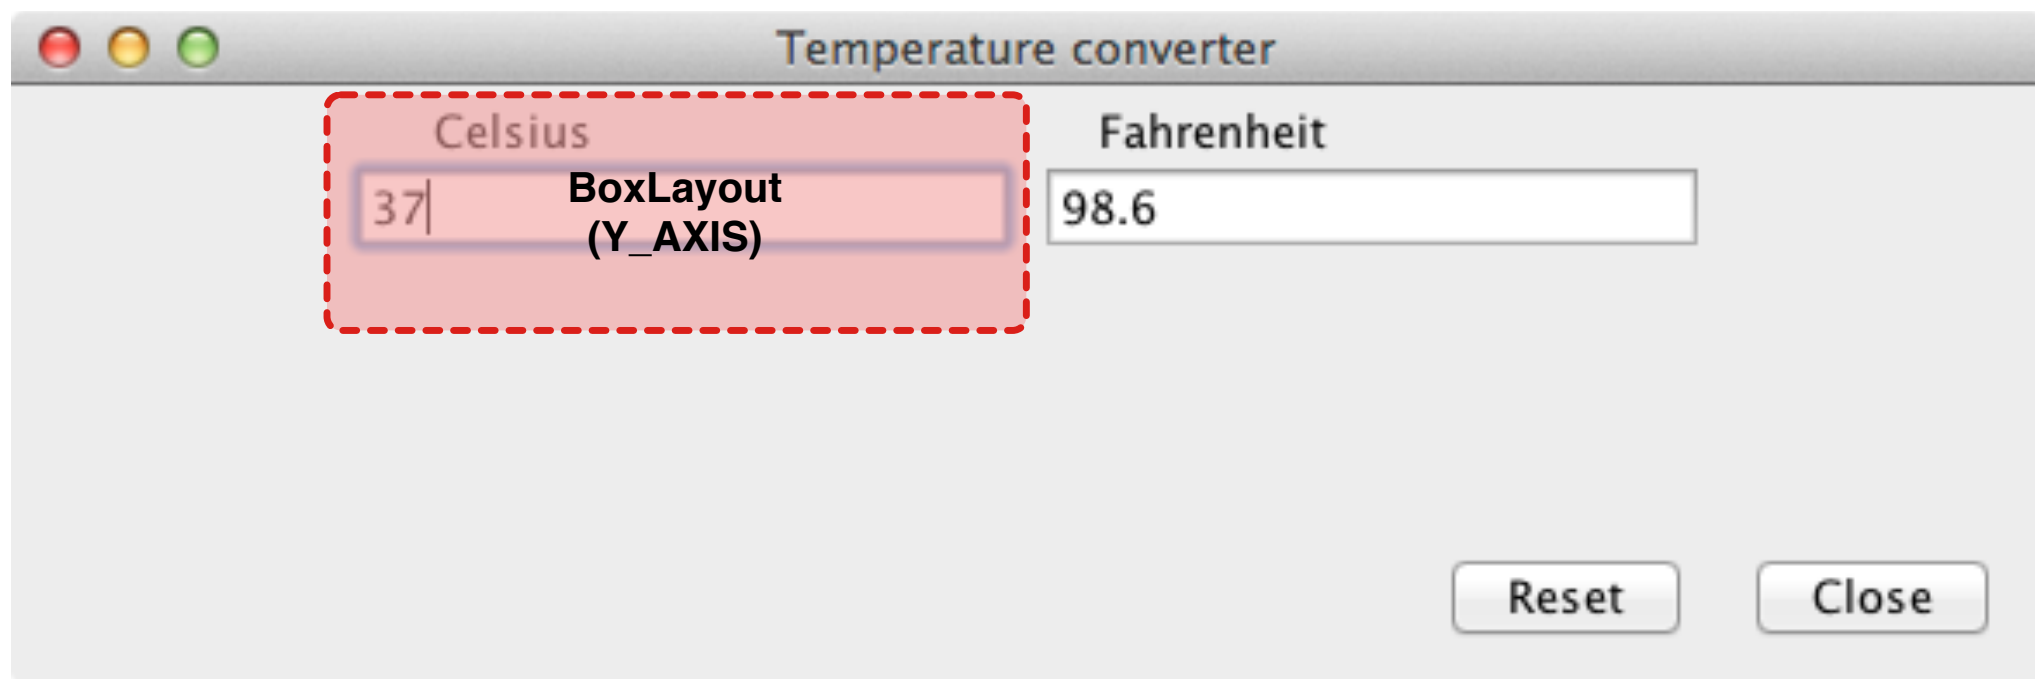 Temperature converter
Celsius Fahrenheit
37 BoxLayout 98.6
(Y_AXIS)
Reset Close